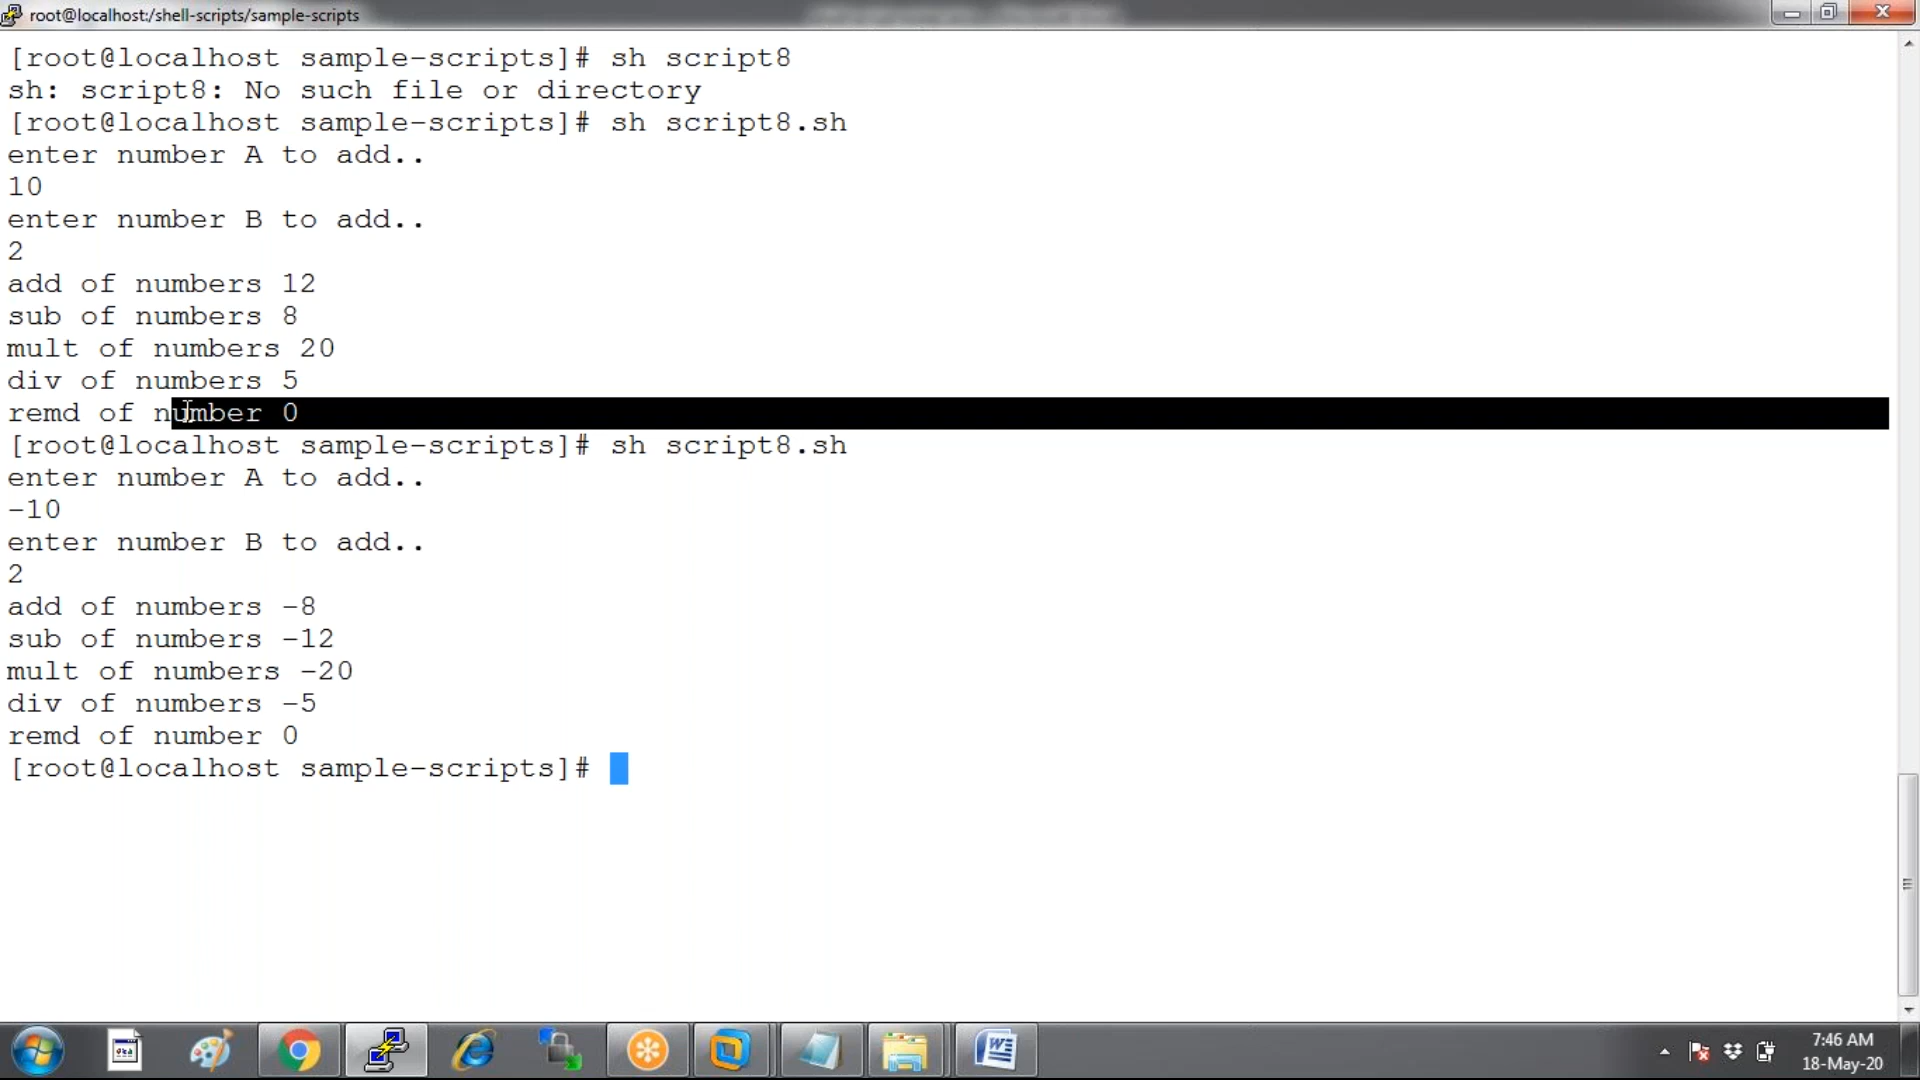 root@localhost:/shell-scripts/sample-scripts
[root@localhost sample-scripts]# sh script8
sh: script8: No such file or directory
[root@localhost sample-scripts]# sh script8.sh
enter number A to add..
10
enter number B to add..
2
add of numbers 12
sub of numbers 8
mult of numbers 20
div of numbers 5
remd of number 0
[root@localhost sample-scripts]# sh script8.sh
enter number A to add..
-10
enter number B to add..
2
add of numbers -8
sub of numbers -12
mult of numbers -20
div of numbers -5
remd of number 0
[root@localhost sample-scripts]#
7:46 AM
18-May-20